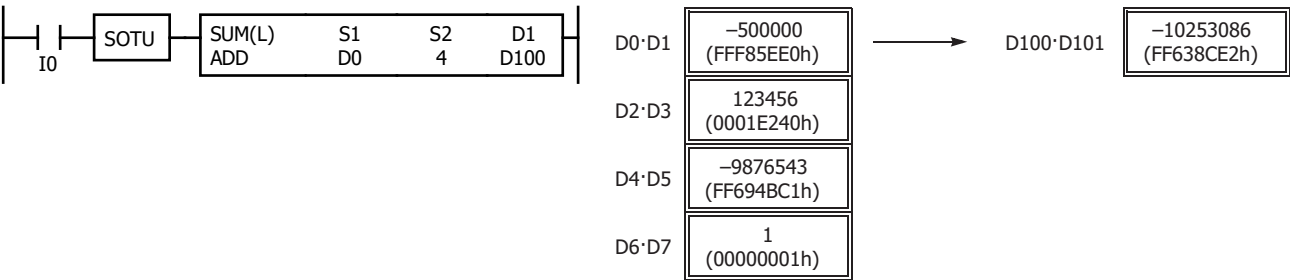 I0
SOTU
SUM(L) S1 S2 D1
ADD D0 4 D100
D0·D1
–500000
(FFF85EE0h)
D100·D101
–10253086
(FF638CE2h)
D2·D3
123456
(0001E240h)
D4·D5
–9876543
(FF694BC1h)
D6·D7
1
(00000001h)